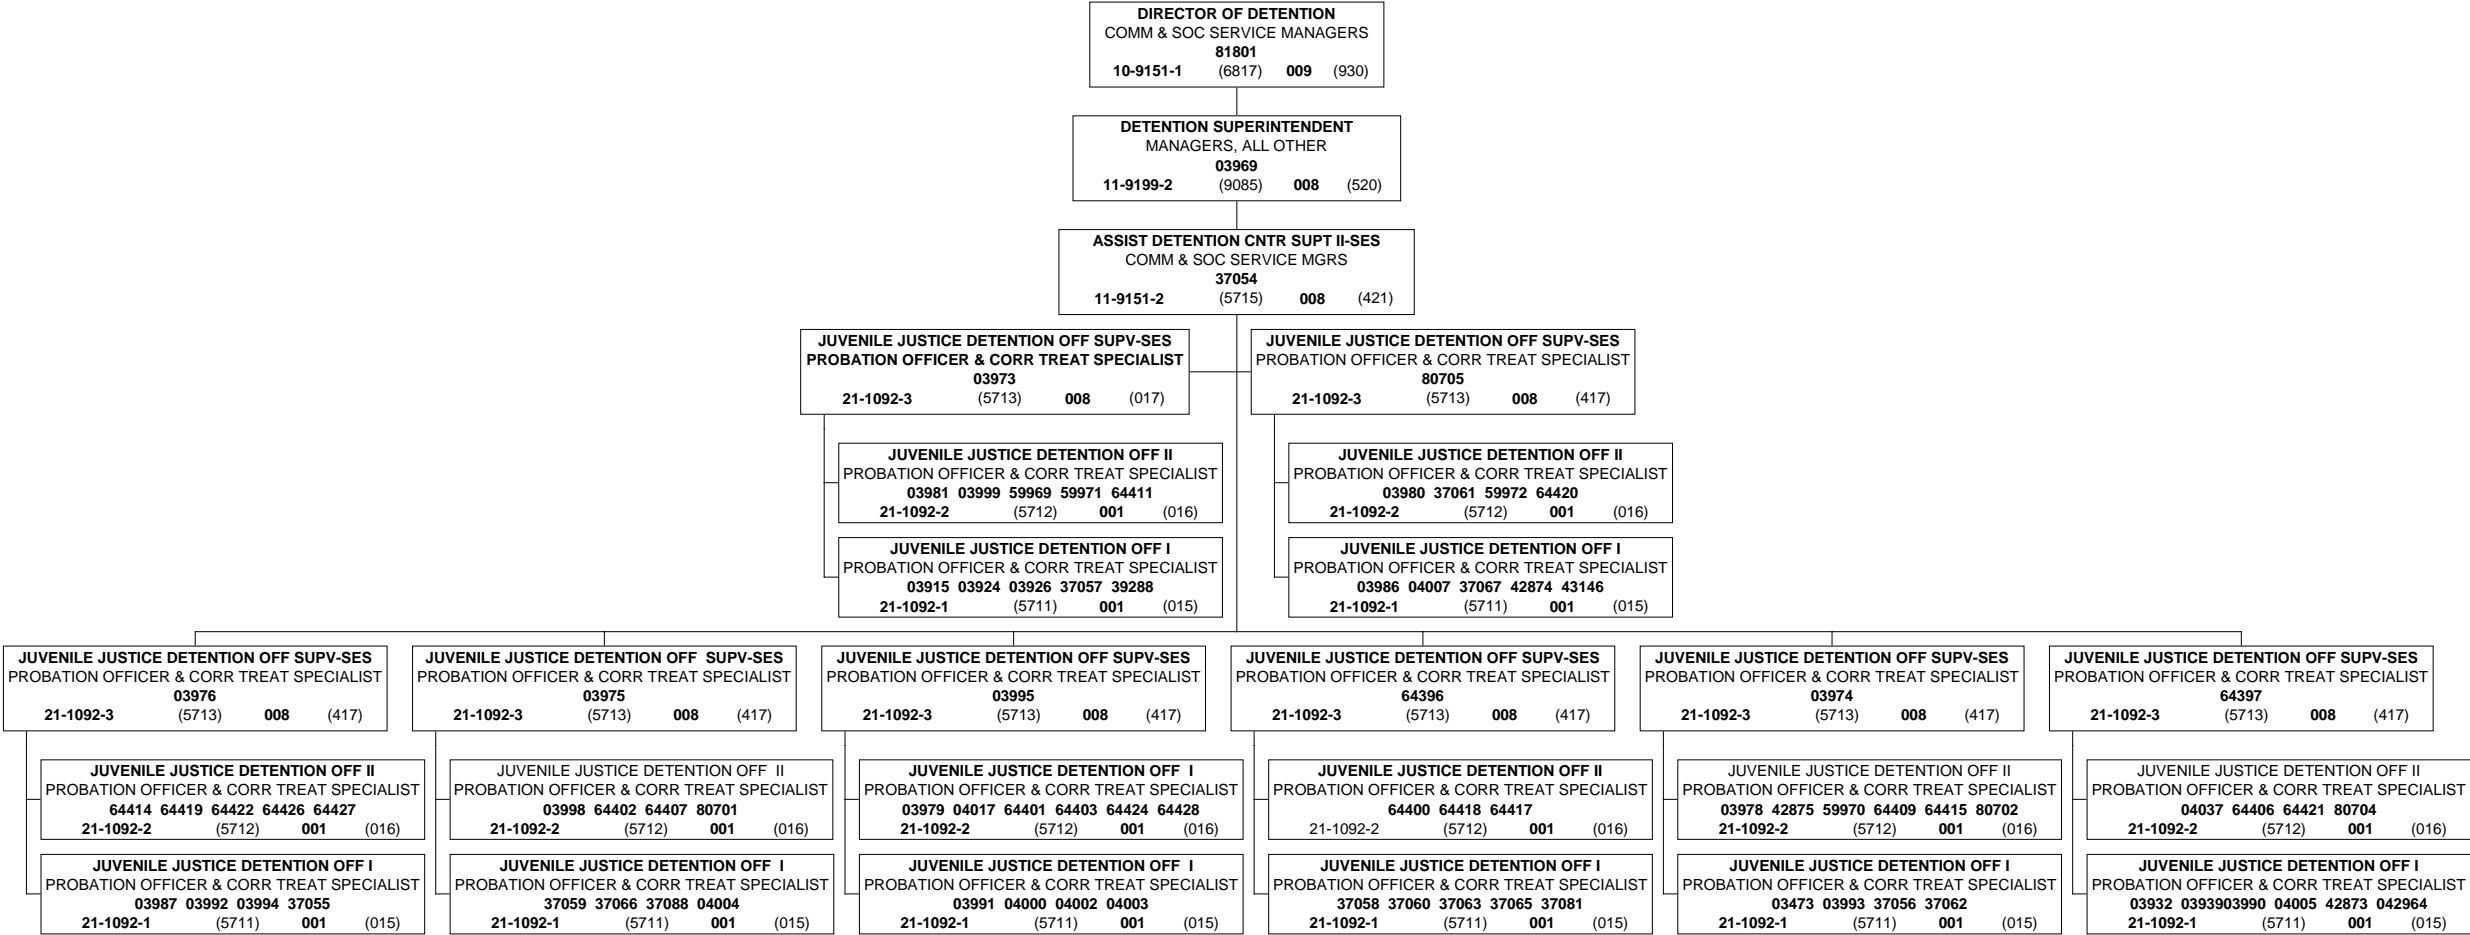 DIRECTOR OF DETENTION
COMM & SOC SERVICE MANAGERS
81801
10-9151-1 (6817) 009 (930)
DETENTION SUPERINTENDENT
MANAGERS, ALL OTHER
03969
11-9199-2 (9085) 008 (520)
ASSIST DETENTION CNTR SUPT II-SES
COMM & SOC SERVICE MGRS
37054
11-9151-2 (5715) 008 (421)
JUVENILE JUSTICE DETENTION OFF SUPV-SES
PROBATION OFFICER & CORR TREAT SPECIALIST
03973
21-1092-3 (5713) 008 (017)
JUVENILE JUSTICE DETENTION OFF II
PROBATION OFFICER & CORR TREAT SPECIALIST
03981 03999 59969 59971 64411
21-1092-2 (5712) 001 (016)
JUVENILE JUSTICE DETENTION OFF I
PROBATION OFFICER & CORR TREAT SPECIALIST
03915 03924 03926 37057 39288
21-1092-1 (5711) 001 (015)
JUVENILE JUSTICE DETENTION OFF SUPV-SES
PROBATION OFFICER & CORR TREAT SPECIALIST
80705
21-1092-3 (5713) 008 (417)
JUVENILE JUSTICE DETENTION OFF II
PROBATION OFFICER & CORR TREAT SPECIALIST
03980 37061 59972 64420
21-1092-2 (5712) 001 (016)
JUVENILE JUSTICE DETENTION OFF I
PROBATION OFFICER & CORR TREAT SPECIALIST
03986 04007 37067 42874 43146
21-1092-1 (5711) 001 (015)
JUVENILE JUSTICE DETENTION OFF SUPV-SES
PROBATION OFFICER & CORR TREAT SPECIALIST
03976
21-1092-3 (5713) 008 (417)
JUVENILE JUSTICE DETENTION OFF II
PROBATION OFFICER & CORR TREAT SPECIALIST
64414 64419 64422 64426 64427
21-1092-2 (5712) 001 (016)
JUVENILE JUSTICE DETENTION OFF I
PROBATION OFFICER & CORR TREAT SPECIALIST
03987 03992 03994 37055
21-1092-1 (5711) 001 (015)
JUVENILE JUSTICE DETENTION OFF SUPV-SES
PROBATION OFFICER & CORR TREAT SPECIALIST
03975
21-1092-3 (5713) 008 (417)
JUVENILE JUSTICE DETENTION OFF II
PROBATION OFFICER & CORR TREAT SPECIALIST
03998 64402 64407 80701
21-1092-2 (5712) 001 (016)
JUVENILE JUSTICE DETENTION OFF I
PROBATION OFFICER & CORR TREAT SPECIALIST
37059 37066 37088 04004
21-1092-1 (5711) 001 (015)
JUVENILE JUSTICE DETENTION OFF SUPV-SES
PROBATION OFFICER & CORR TREAT SPECIALIST
03995
21-1092-3 (5713) 008 (417)
JUVENILE JUSTICE DETENTION OFF I
PROBATION OFFICER & CORR TREAT SPECIALIST
03979 04017 64401 64403 64424 64428
21-1092-2 (5712) 001 (016)
JUVENILE JUSTICE DETENTION OFF I
PROBATION OFFICER & CORR TREAT SPECIALIST
03991 04000 04002 04003
21-1092-1 (5711) 001 (015)
JUVENILE JUSTICE DETENTION OFF SUPV-SES
PROBATION OFFICER & CORR TREAT SPECIALIST
64396
21-1092-3 (5713) 008 (417)
JUVENILE JUSTICE DETENTION OFF II
PROBATION OFFICER & CORR TREAT SPECIALIST
64400 64418 64417
21-1092-2 (5712) 001 (016)
JUVENILE JUSTICE DETENTION OFF I
PROBATION OFFICER & CORR TREAT SPECIALIST
37058 37060 37063 37065 37081
21-1092-1 (5711) 001 (015)
JUVENILE JUSTICE DETENTION OFF SUPV-SES
PROBATION OFFICER & CORR TREAT SPECIALIST
03974
21-1092-3 (5713) 008 (417)
JUVENILE JUSTICE DETENTION OFF II
PROBATION OFFICER & CORR TREAT SPECIALIST
03978 42875 59970 64409 64415 80702
21-1092-2 (5712) 001 (016)
JUVENILE JUSTICE DETENTION OFF I
PROBATION OFFICER & CORR TREAT SPECIALIST
03473 03993 37056 37062
21-1092-1 (5711) 001 (015)
JUVENILE JUSTICE DETENTION OFF SUPV-SES
PROBATION OFFICER & CORR TREAT SPECIALIST
64397
21-1092-3 (5713) 008 (417)
JUVENILE JUSTICE DETENTION OFF II
PROBATION OFFICER & CORR TREAT SPECIALIST
04037 64406 64421 80704
21-1092-2 (5712) 001 (016)
JUVENILE JUSTICE DETENTION OFF I
PROBATION OFFICER & CORR TREAT SPECIALIST
03932 0393903990 04005 42873 042964
21-1092-1 (5711) 001 (015)